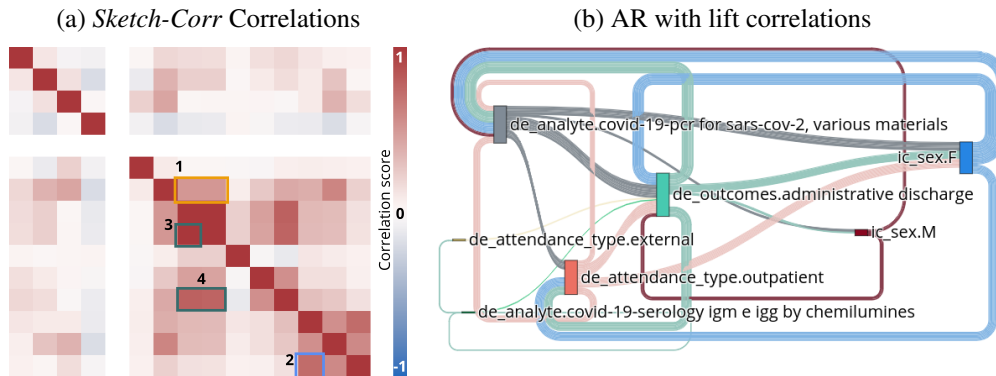 (a) Sketch-Corr Correlations
1
0
-1
Correlation score
1
3
4
2
(b) AR with lift correlations
de_analyte.covid-19-pcr for sars-cov-2, various materials
ic_sex.F
de_outcomes.administrative discharge
ic_sex.M
de_attendance_type.external
de_attendance_type.outpatient
de_analyte.covid-19-serology igm e igg by chemilumines